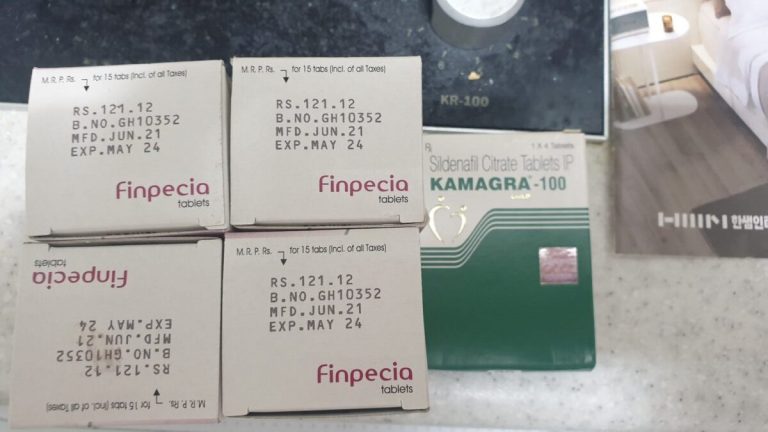 M.R.P. Rs. for 15 tabs (Incl. of all Taxes)
RS.121.12
B.NO.GH10352
MFD.JUN.21
EXP.MAY 24
Finpecia
tablets
M.R.P. Rs. for 15 tabs (Incl. of all Taxes)
RS.121.12
B.NO.GH10352
MFD.JUN.21
EXP.MAY 24
Finpecia
tablets
M.R.P. Rs. for 15 tabs (Incl. of all Taxes)
RS.121.12
B.NO.GH10352
MFD.JUN.21
EXP.MAY 24
Finpecia
tablets
M.R.P. Rs. for 15 tabs (Incl. of all Taxes)
RS.121.12
B.NO.GH10352
MFD.JUN.21
EXP.MAY 24
Finpecia
tablets
KR-100
Rx 1 X 4 Tablets
Sildenafil Citrate Tablets IP
KAMAGRA®-100
GOLD
한샘인